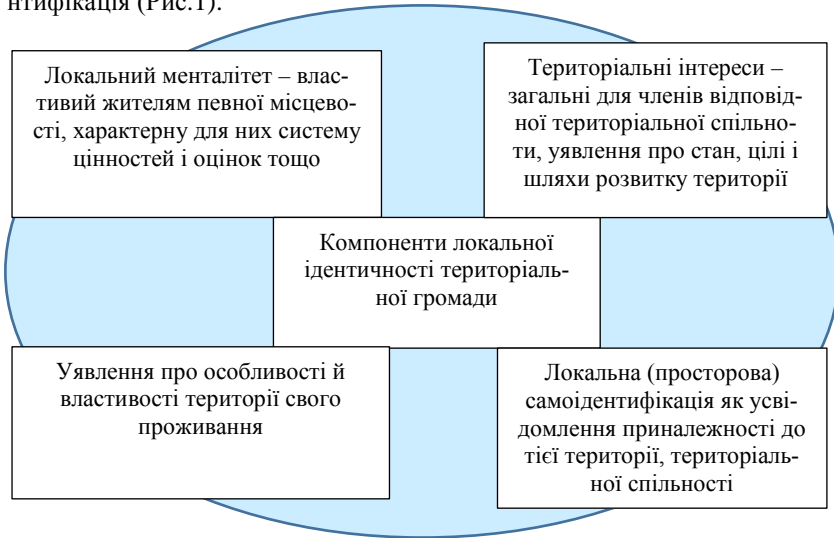 нтифікація (Рис.1).
Локальний менталітет – влас-
тивий жителям певної місцево-
сті, характерну для них систему
цінностей і оцінок тощо
Територіальні інтереси –
загальні для членів відповід-
ної територіальної спільно-
ти, уявлення про стан, цілі і
шляхи розвитку території
Компоненти локальної
ідентичності територіаль-
ної громади
Уявлення про особливості й
властивості території свого
проживання
Локальна (просторова)
самоідентифікація як усві-
домлення приналежності до
тієї території, територіаль-
ної спільності